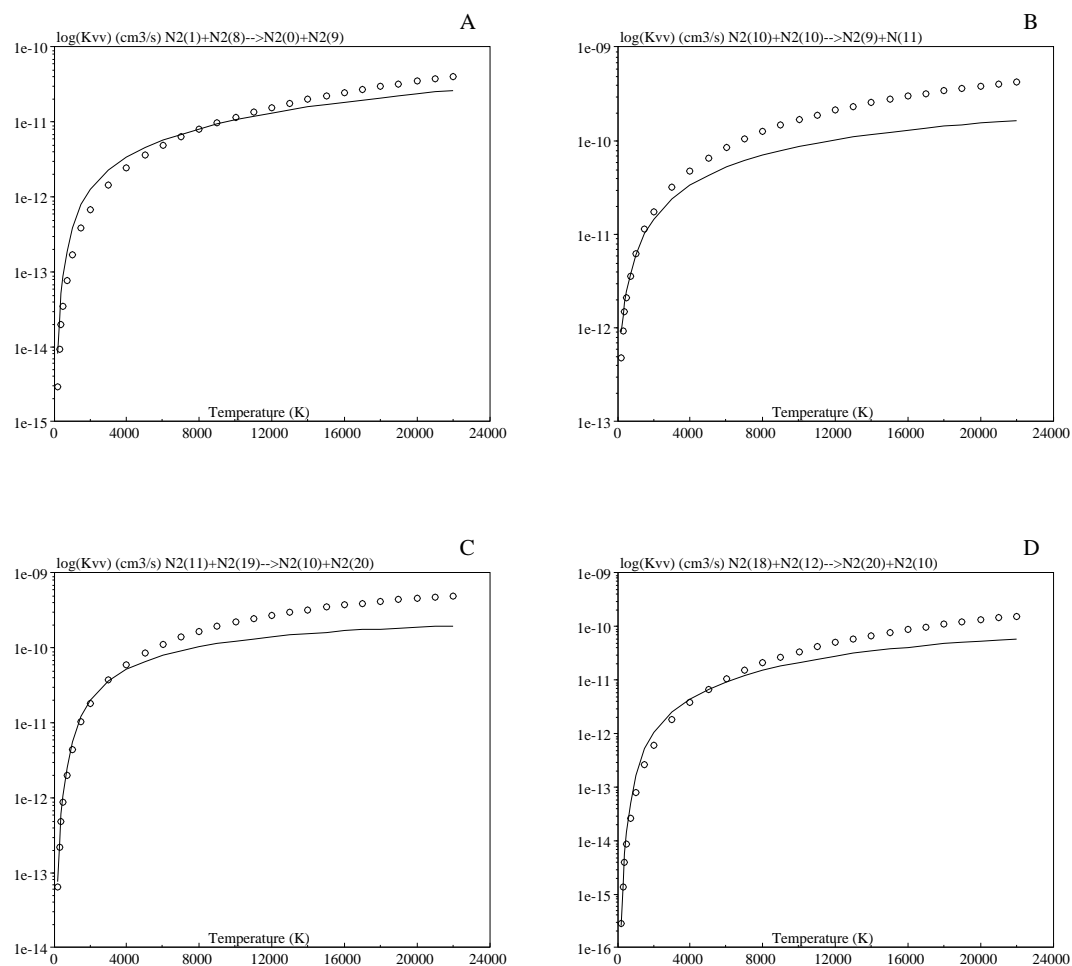 A
log(Kvv) (cm3/s) N2(1)+N2(8)-->N2(0)+N2(9)
1e-10
1e-11
1e-12
1e-13
1e-14
1e-15
Temperature (K)
0 4000 8000 12000 16000 20000 24000
B
log(Kvv) (cm3/s) N2(10)+N2(10)-->N2(9)+N(11)
1e-09
1e-10
1e-11
1e-12
1e-13
Temperature (K)
0 4000 8000 12000 16000 20000 24000
C
log(Kvv) (cm3/s) N2(11)+N2(19)-->N2(10)+N2(20)
1e-09
1e-10
1e-11
1e-12
1e-13
1e-14
Temperature (K)
0 4000 8000 12000 16000 20000 24000
D
log(Kvv) (cm3/s) N2(18)+N2(12)-->N2(20)+N2(10)
1e-09
1e-10
1e-11
1e-12
1e-13
1e-14
1e-15
1e-16
Temperature (K)
0 4000 8000 12000 16000 20000 24000